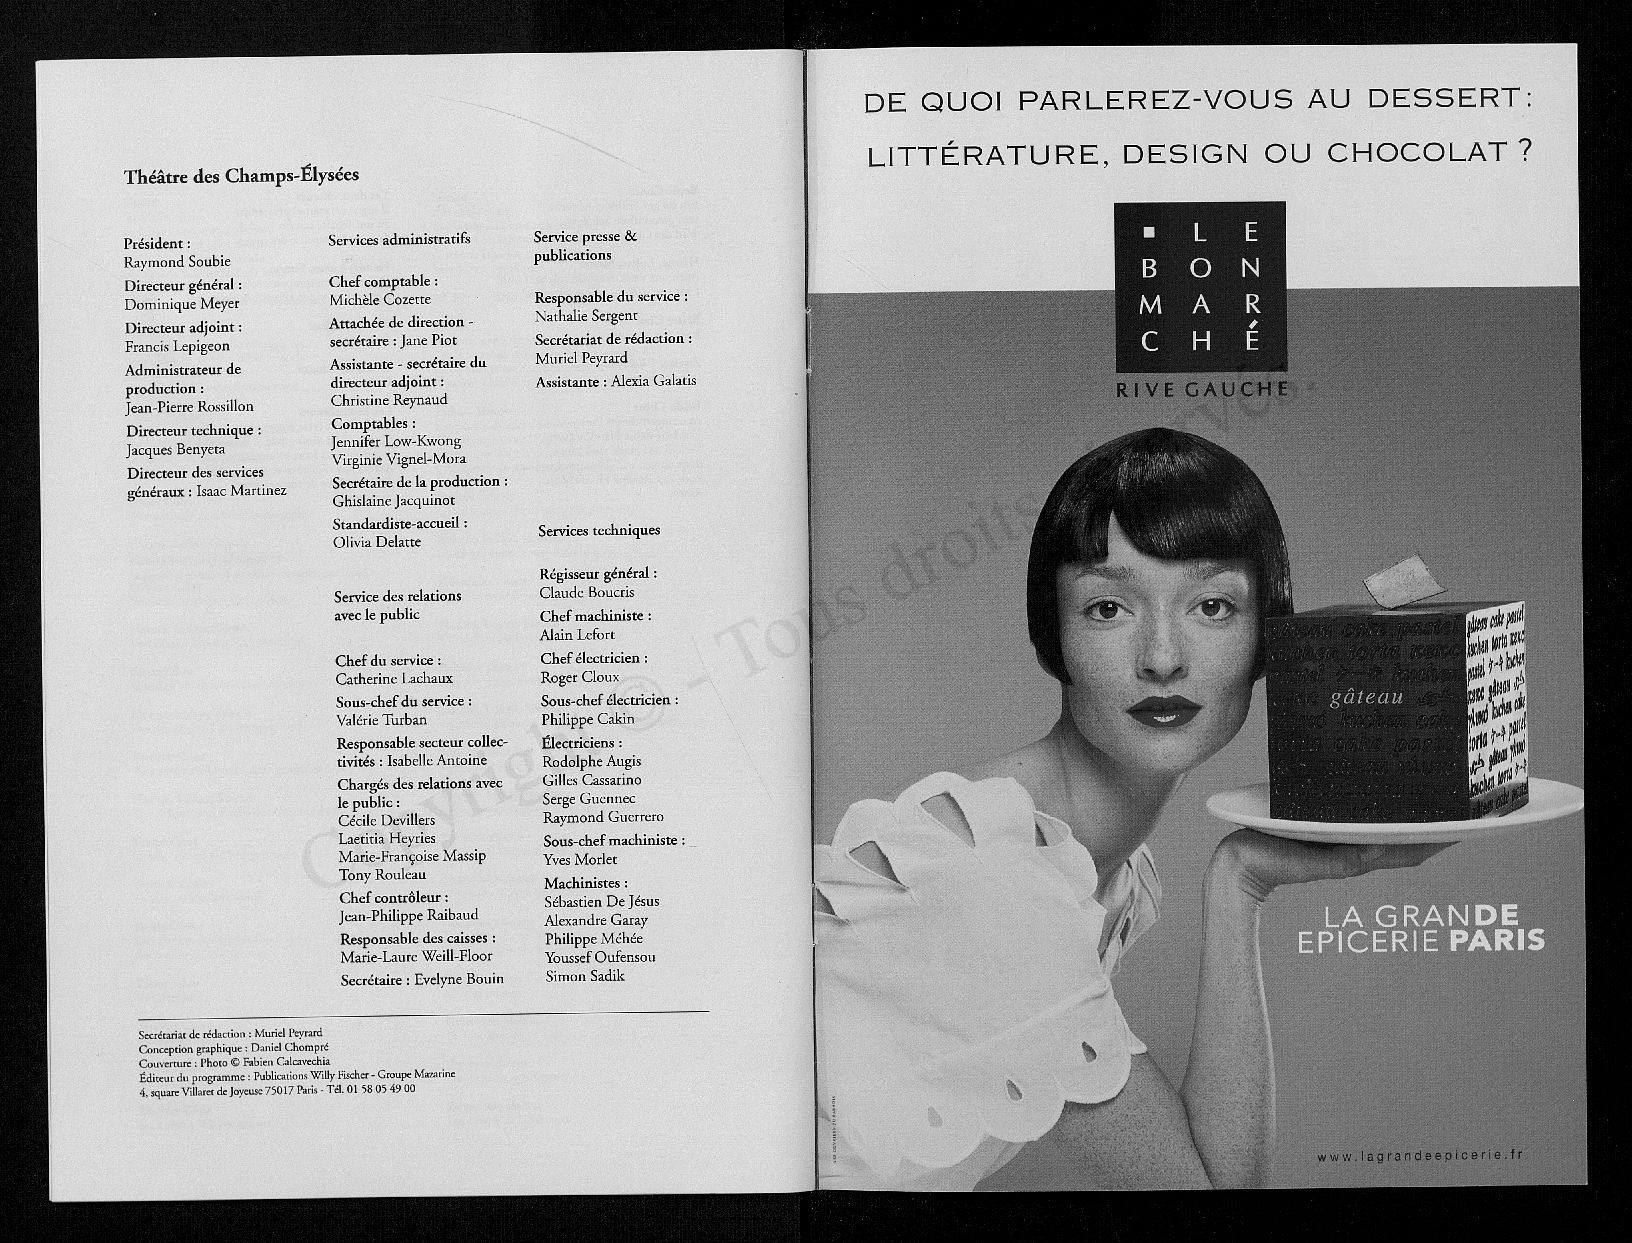 Théâtre des Champs-Élysées
Président :
Raymond Soubie
Directeur général :
Dominique Meyer
Directeur adjoint :
Francis Lepigeon
Administrateur de
production :
Jean-Pierre Rossillon
Directeur technique :
Jacques Benyeta
Directeur des services
généraux : Isaac Martinez
Services administratifs
Chef comptable :
Michèle Cozette
Attachée de direction -
secrétaire : Jane Piot
Assistante - secrétaire du
directeur adjoint :
Christine Reynaud
Comptables :
Jennifer Low-Kwong
Virginie Vignel-Mora
Secrétaire de la production :
Ghislaine Jacquinot
Standardiste-accueil :
Olivia Delatte
Service des relations
avec le public
Chef du service :
Catherine Lachaux
Sous-chef du service :
Valérie Turban
Responsable secteur collec-
tivités : Isabelle Antoine
Chargés des relations avec
le public :
Cécile Devillers
Laetitia Heyries
Marie-Françoise Massip
Tony Rouleau
Chef contrôleur :
Jean-Philippe Raibaud
Responsable des caisses :
Marie-Laure Weill-Floor
Secrétaire : Evelyne Bouin
Service presse &
publications
Responsable du service :
Nathalie Sergent
Secrétariat de rédaction :
Muriel Peyrard
Assistante : Alexia Galatis
Services techniques
Régisseur général :
Claude Boucris
Chef machiniste :
Alain Lefort
Chef électricien :
Roger Cloux
Sous-chef électricien :
Philippe Cakin
Électriciens :
Rodolphe Augis
Gilles Cassarino
Serge Guennec
Raymond Guerrero
Sous-chef machiniste :
Yves Morlet
Machinistes :
Sébastien De Jésus
Alexandre Garay
Philippe Méhée
Youssef Oufensou
Simon Sadik
Secrétariat de rédaction : Muriel Peyrard
Conception graphique : Daniel Chompré
Couverture : Photo © Fabien Calcavechia
Éditeur du programme : Publications Willy Fischer - Groupe Mazarine
4, square Villaret de Joyeuse 75017 Paris - Tél. 01 58 05 49 00
DE QUOI PARLEREZ-VOUS AU DESSERT :
LITTÉRATURE, DESIGN OU CHOCOLAT ?
LE
BON
MAR
CHÉ
RIVE GAUCHE
gâteau
LA GRANDE
EPICERIE PARIS
www.lagrandeepicerie.fr
Copyright © - Tous droits